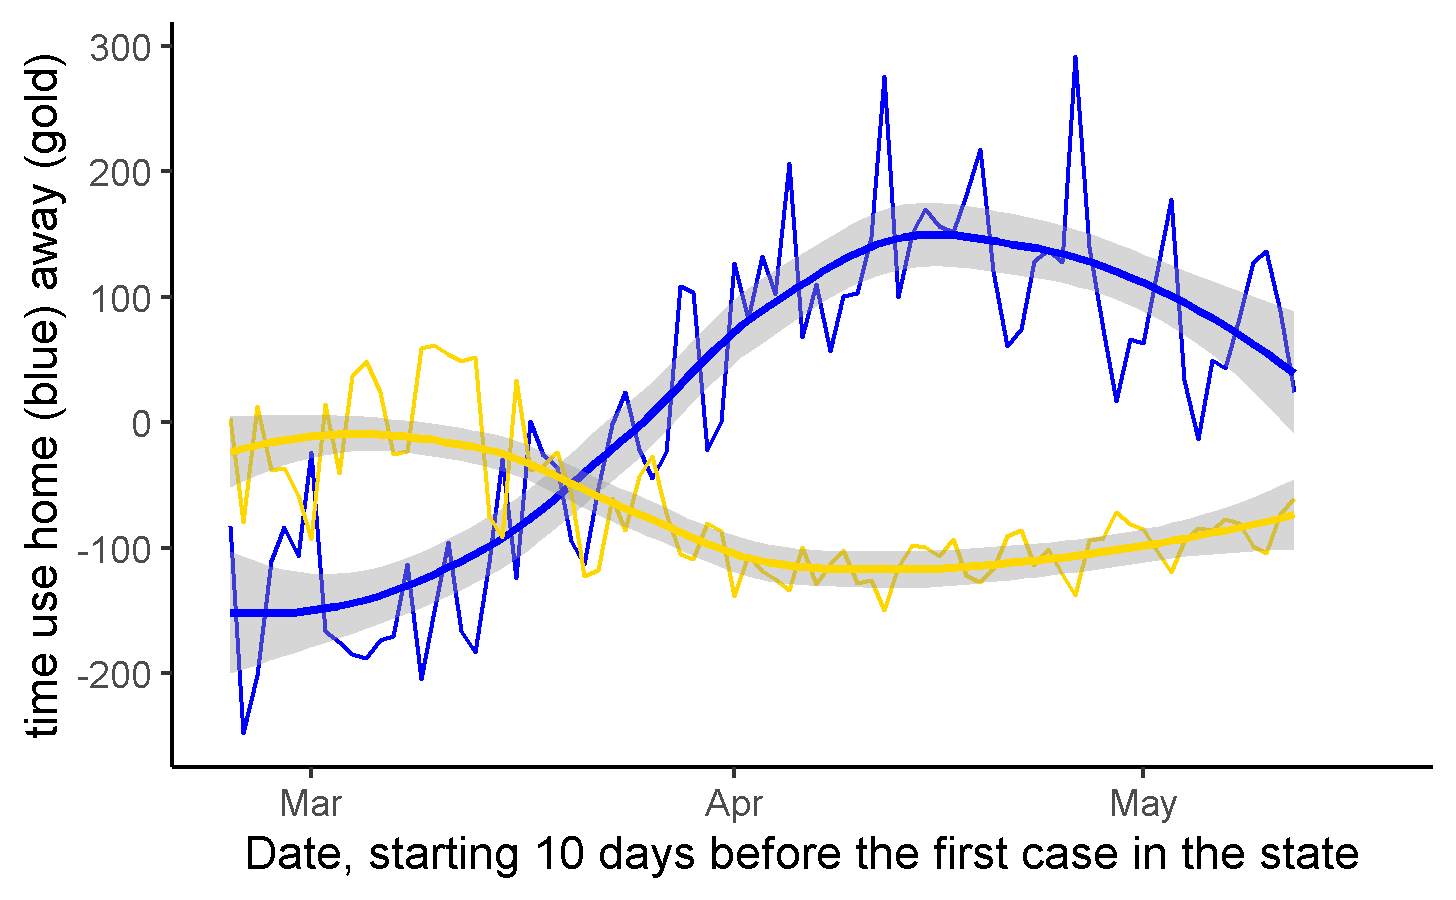 time use home (blue) away (gold)
300
200
100
0
-100
-200
Mar
Apr
May
Date, starting 10 days before the first case in the state